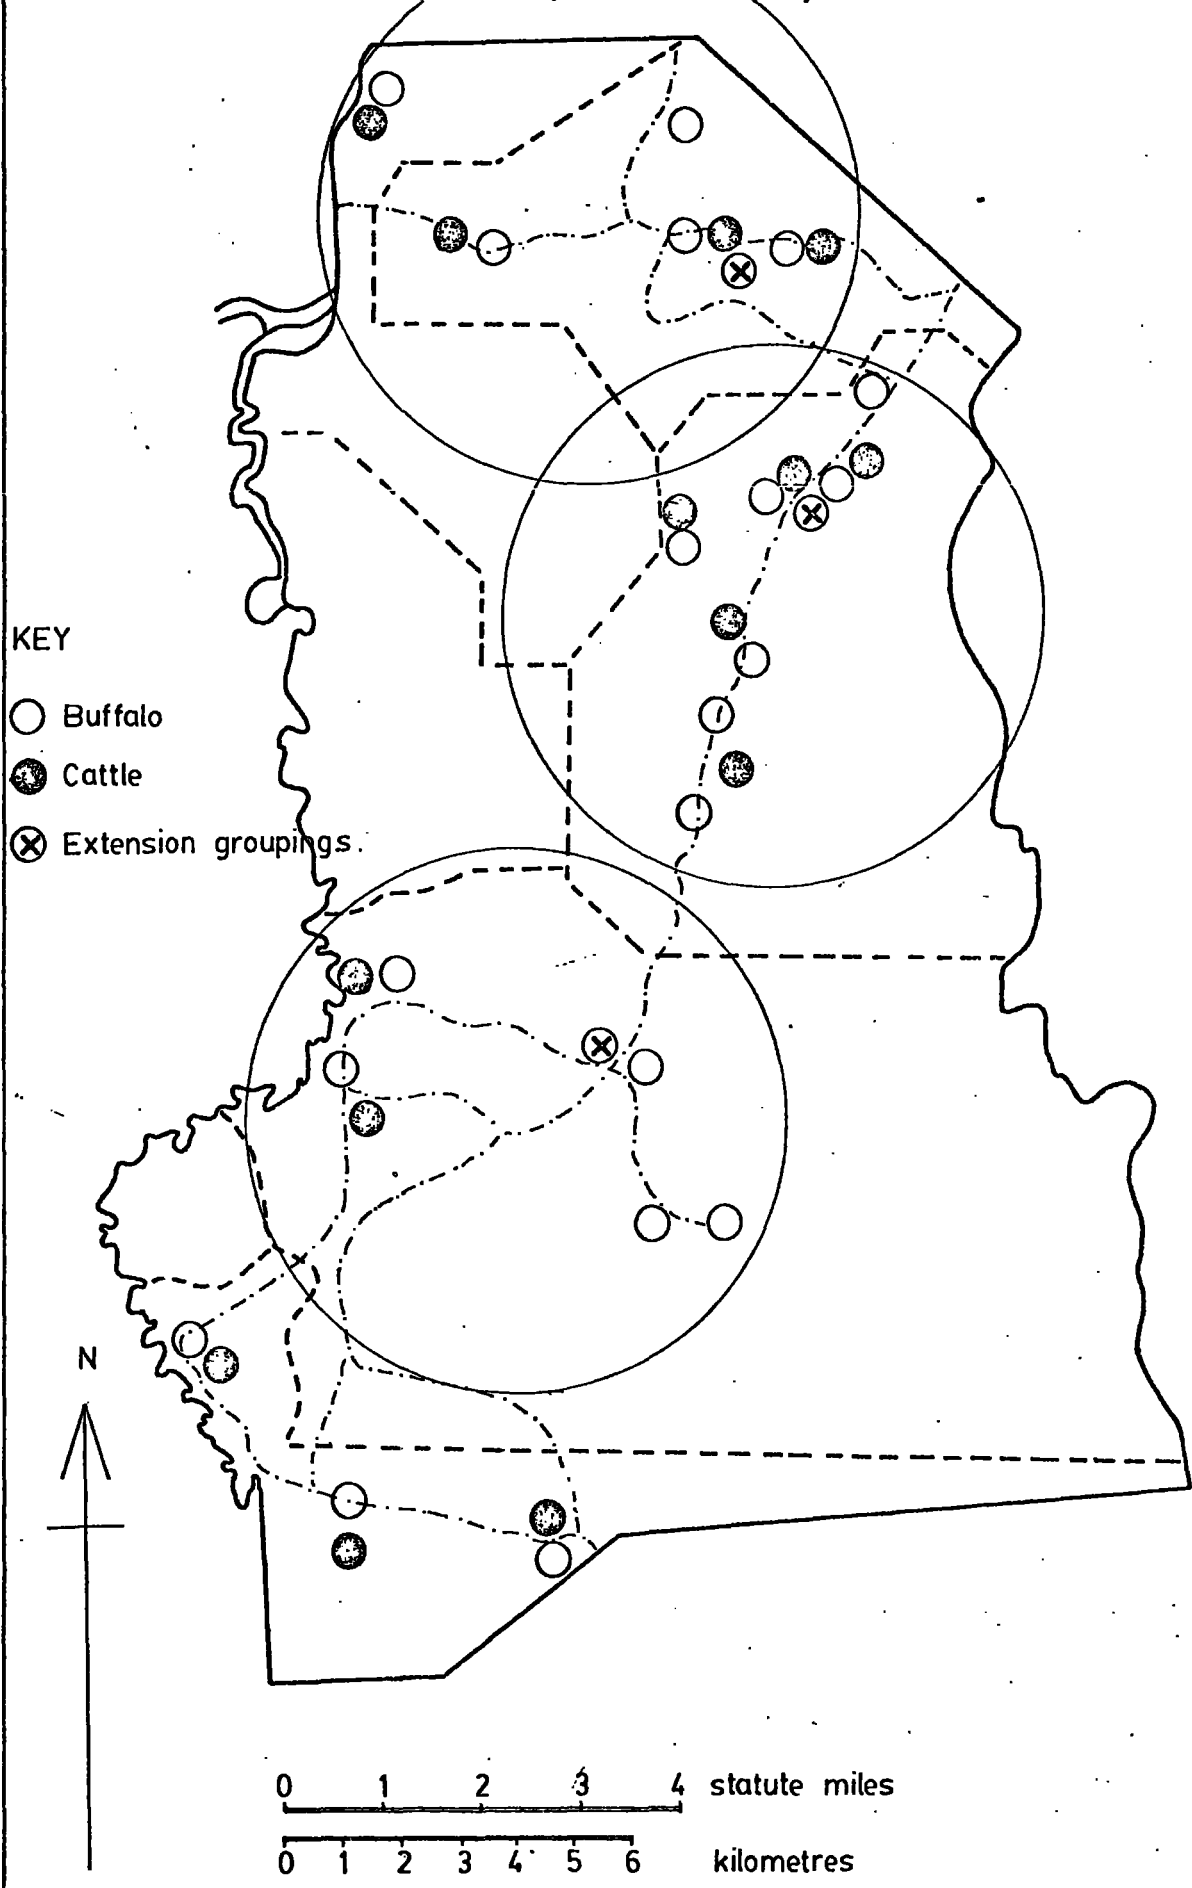 KEY
Buffalo
Cattle
Extension groupings.
N
0 1 2 3 4 statute miles
0 1 2 3 4 5 6 kilometres